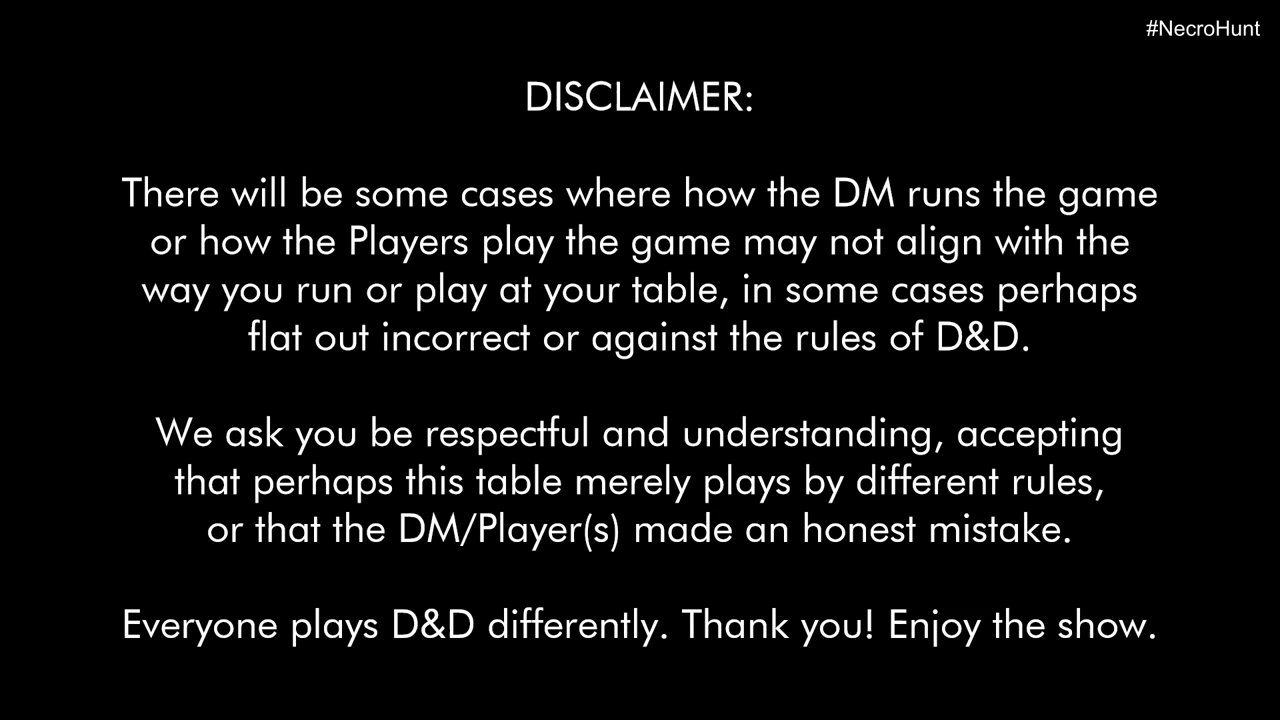 #NecroHunt
DISCLAIMER:
There will be some cases where how the DM runs the game
or how the Players play the game may not align with the
way you run or play at your table, in some cases perhaps
flat out incorrect or against the rules of D&D.
We ask you be respectful and understanding, accepting
that perhaps this table merely plays by different rules,
or that the DM/Player(s) made an honest mistake.
Everyone plays D&D differently. Thank you! Enjoy the show.